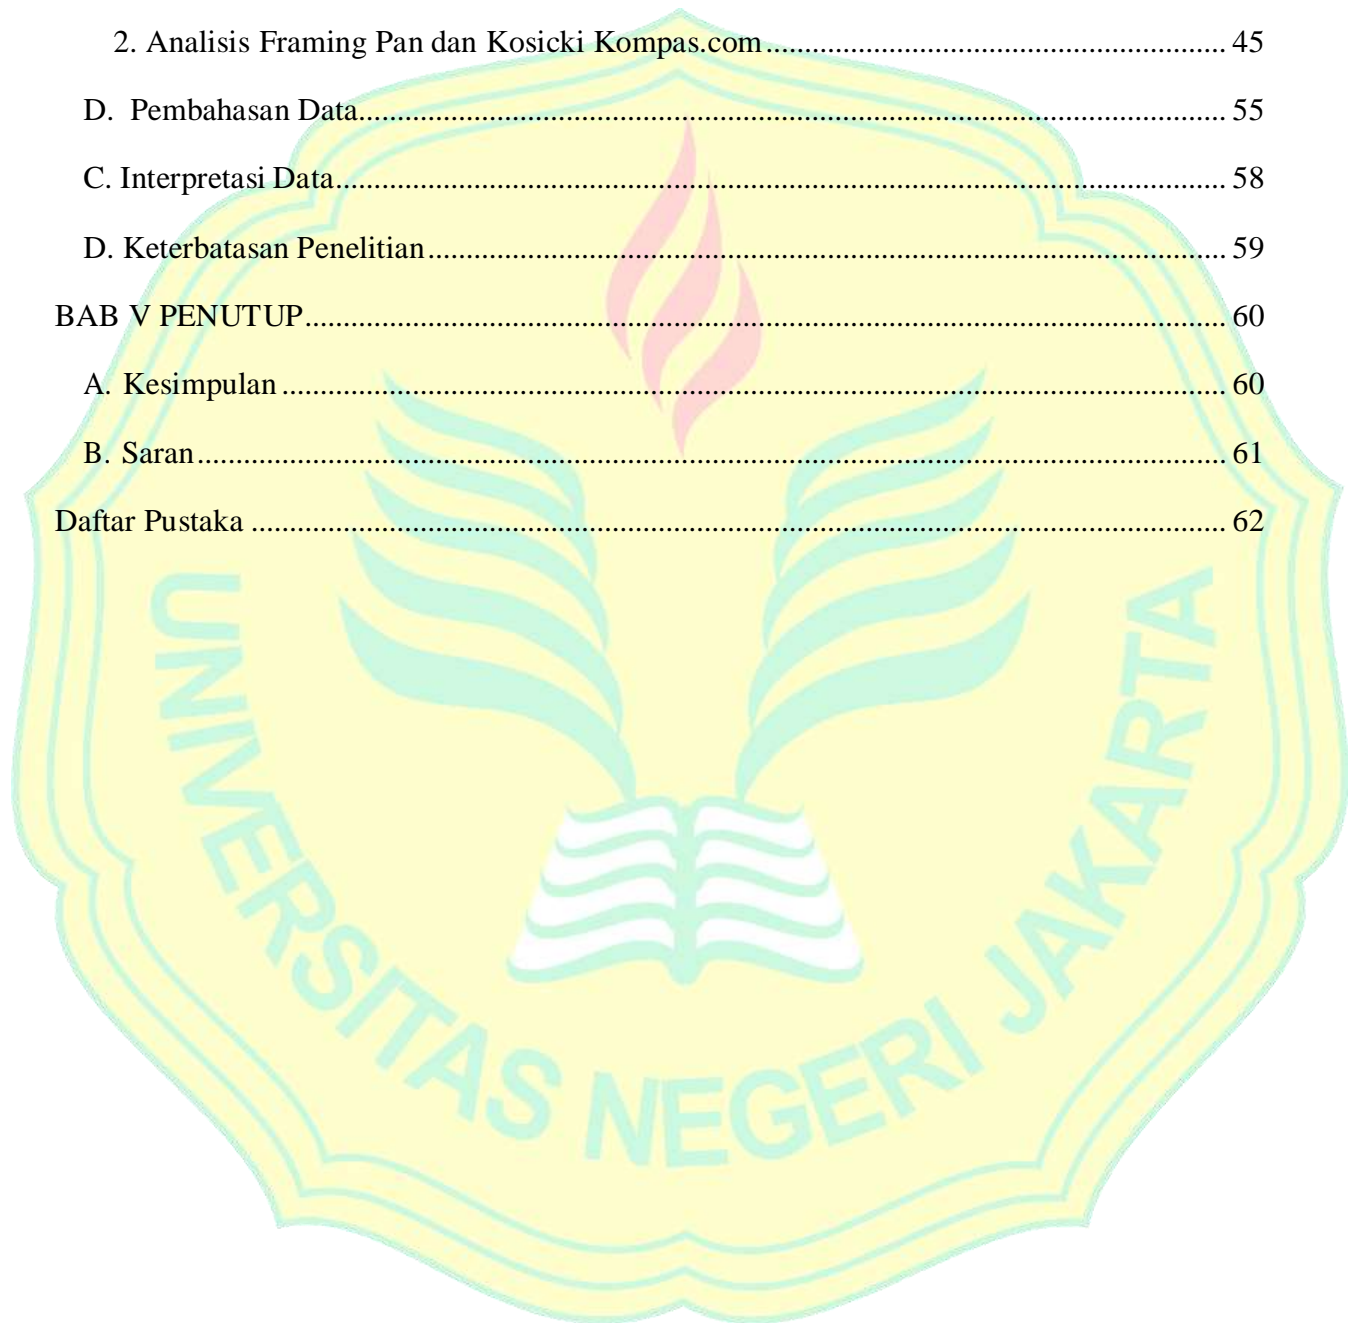 2. Analisis Framing Pan dan Kosicki Kompas.com.......................................................... 45
D. Pembahasan Data............................................................................................................. 55
C. Interpretasi Data................................................................................................................ 58
D. Keterbatasan Penelitian.................................................................................................... 59
BAB V PENUTUP................................................................................................................... 60
A. Kesimpulan ...................................................................................................................... 60
B. Saran................................................................................................................................. 61
Daftar Pustaka .......................................................................................................................... 62
UNIVERSITAS NEGERI JAKARTA